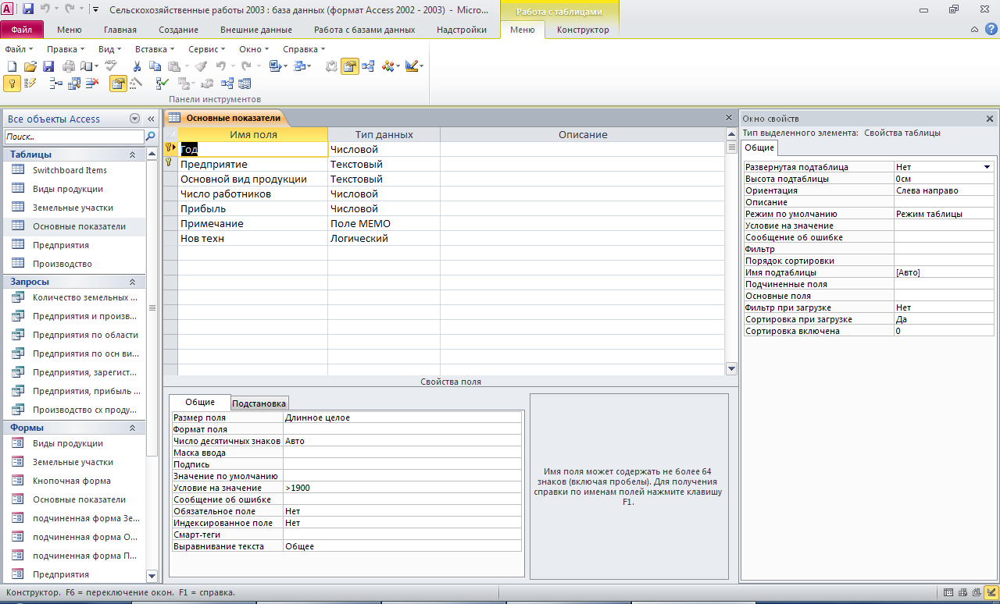 Сельскохозяйственные работы 2003 : база данных (формат Access 2002 - 2003) - Micro...
Работа с таблицами
Файл Меню Главная Создание Внешние данные Работа с базами данных Надстройки Меню Конструктор
Файл Правка Вид Вставка Сервис Окно Справка
Панели инструментов
Все объекты Access
Поиск...
Таблицы
Switchboard Items
Виды продукции
Земельные участки
Основные показатели
Предприятия
Производство
Запросы
Количество земельных ...
Предприятия и произв...
Предприятия по области
Предприятия по осн ви...
Предприятия, зарегист...
Предприятия, прибыль ...
Производство сх проду...
Формы
Виды продукции
Земельные участки
Кнопочная форма
Основные показатели
подчиненная форма Зе...
подчиненная форма О...
подчиненная форма П...
Предприятия
Основные показатели
Имя поля Тип данных Описание
Год Числовой
Предприятие Текстовый
Основной вид продукции Текстовый
Число работников Числовой
Прибыль Числовой
Примечание Поле МЕМО
Нов техн Логический
Свойства поля
Общие Подстановка
Размер поля Длинное целое
Формат поля
Число десятичных знаков Авто
Маска ввода
Подпись
Значение по умолчанию
Условие на значение >1900
Сообщение об ошибке
Обязательное поле Нет
Индексированное поле Нет
Смарт-теги
Выравнивание текста Общее
Имя поля может содержать не более 64
знаков (включая пробелы). Для получения
справки по именам полей нажмите клавишу
F1.
Окно свойств
Тип выделенного элемента: Свойства таблицы
Общие
Развернутая подтаблица Нет
Высота подтаблицы 0см
Ориентация Слева направо
Описание
Режим по умолчанию Режим таблицы
Условие на значение
Сообщение об ошибке
Фильтр
Порядок сортировки
Имя подтаблицы [Авто]
Подчиненные поля
Основные поля
Фильтр при загрузке Нет
Сортировка при загрузке Да
Сортировка включена 0
Конструктор. F6 = переключение окон. F1 = справка.